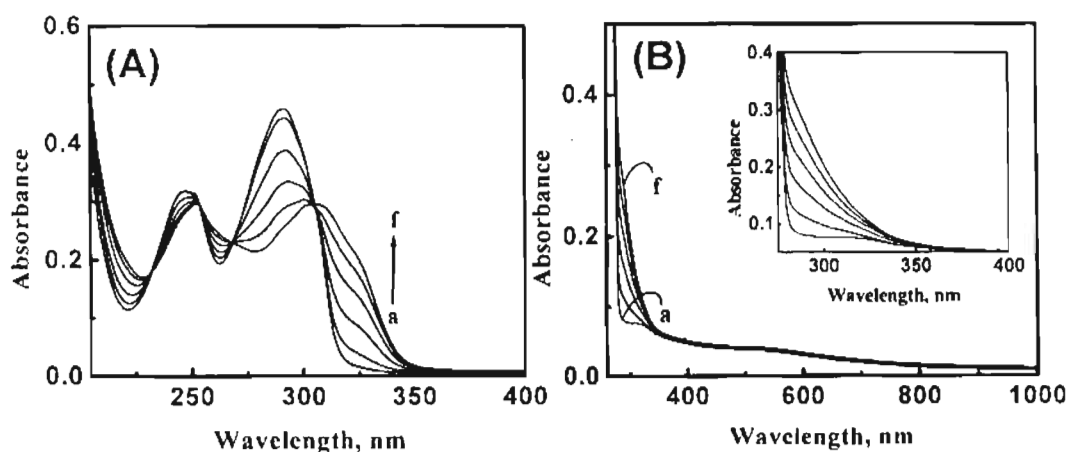 (A)
Absorbance
0.6
0.4
0.2
0.0
f
a
250 300 350 400
Wavelength, nm
(B)
Absorbance
0.4
0.2
0.0
f
a
400 600 800 1000
Wavelength, nm
Absorbance
0.4
0.3
0.2
0.1
300 350 400
Wavelength, nm